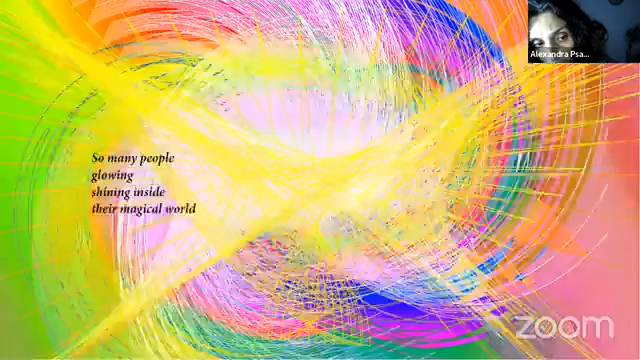 Alexandra Psa...
So many people
glowing
shining inside
their magical world
zoom